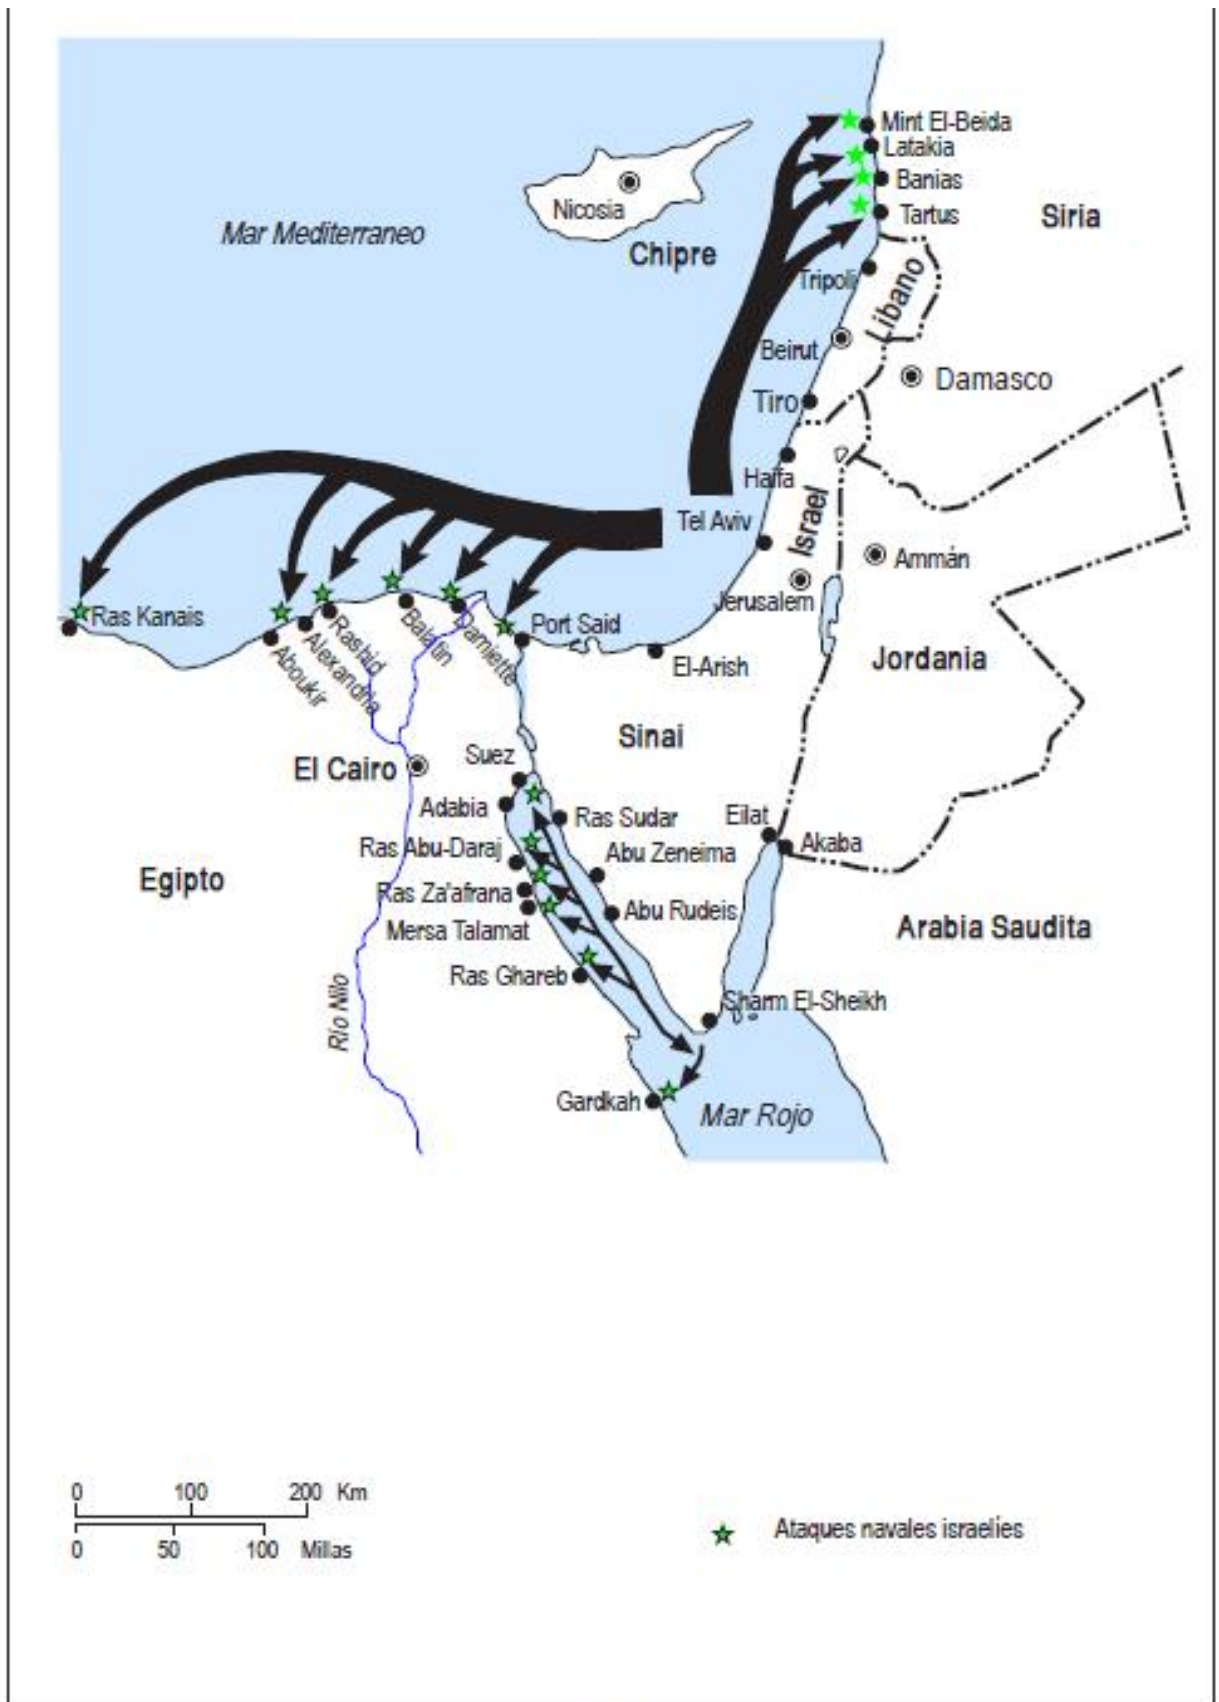 Mint El-Beida
Latakia
Banias
Tartus
Siria
Nicosia
Chipre
Mar Mediterraneo
Tripoli
Libano
Beirut
Damasco
Tiro
Haifa
Tel Aviv
Israel
Ammán
Jerusalem
Ras Kanais
Aboukir
Alexandria
Rashid
Balatin
Damiette
Port Said
El-Arish
Jordania
Sinai
El Cairo
Suez
Adabia
Ras Sudar
Eilat
Akaba
Ras Abu-Daraj
Abu Zeneima
Egipto
Ras Za'afrana
Abu Rudeis
Mersa Talamat
Arabia Saudita
Ras Ghareb
Río Nilo
Sharm El-Sheikh
Gardkah
Mar Rojo
0 100 200 Km
0 50 100 Millas
Ataques navales israelíes